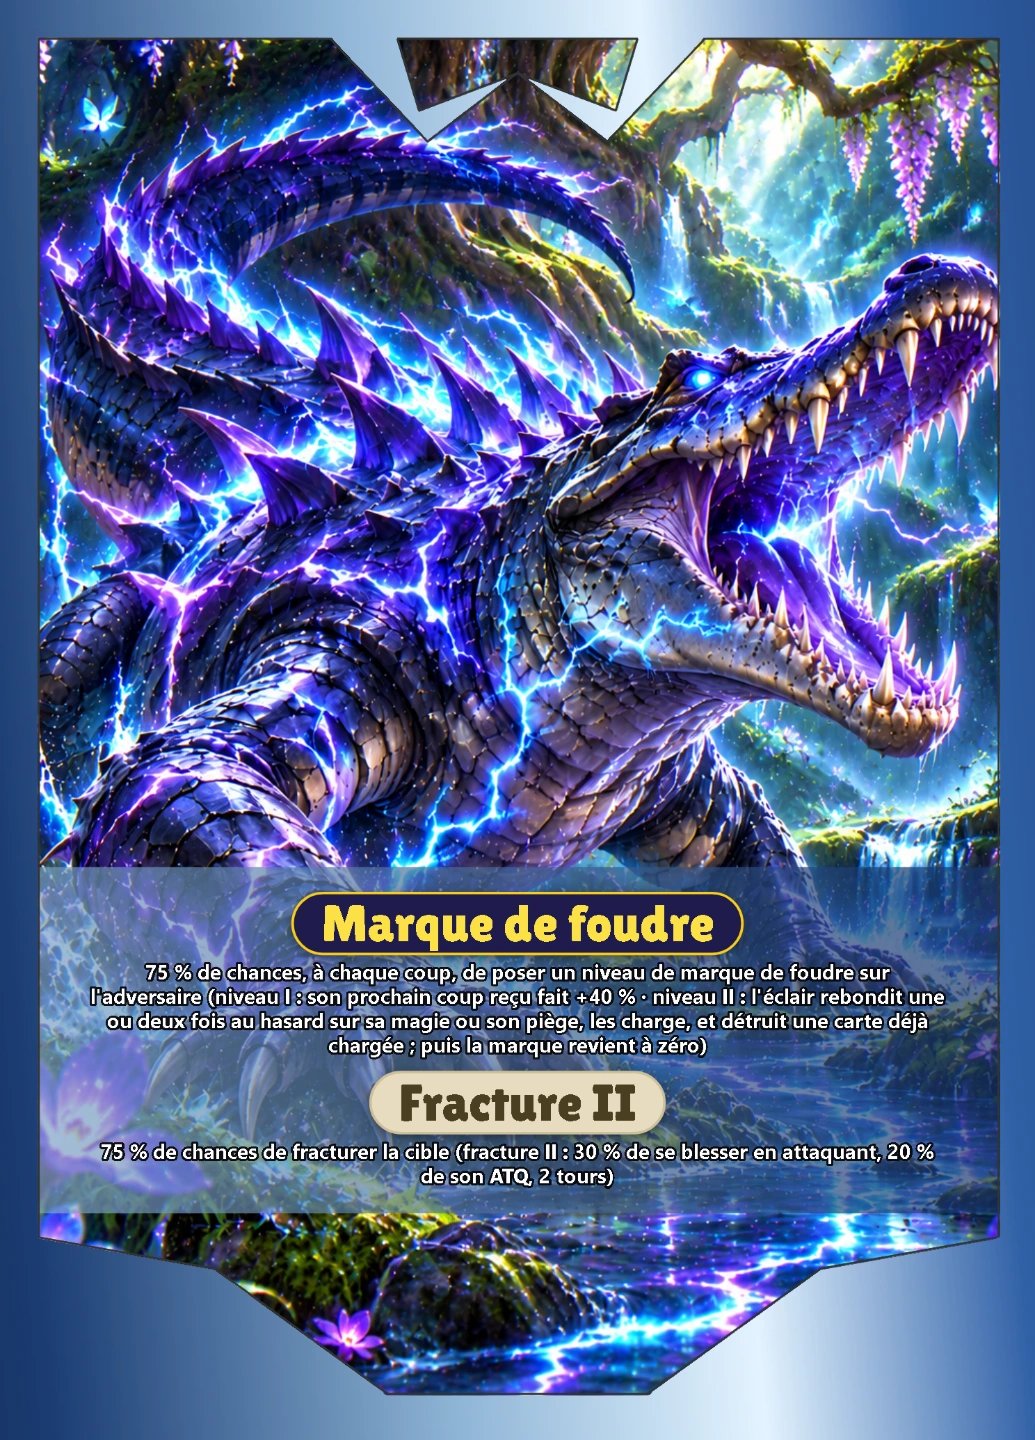 Marque de foudre
75 % de chances, à chaque coup, de poser un niveau de marque de foudre sur
l'adversaire (niveau I : son prochain coup reçu fait +40 % · niveau II : l'éclair rebondit une
ou deux fois au hasard sur sa magie ou son piège, les charge, et détruit une carte déjà
chargée ; puis la marque revient à zéro)
Fracture II
75 % de chances de fracturer la cible (fracture II : 30 % de se blesser en attaquant, 20 %
de son ATQ, 2 tours)